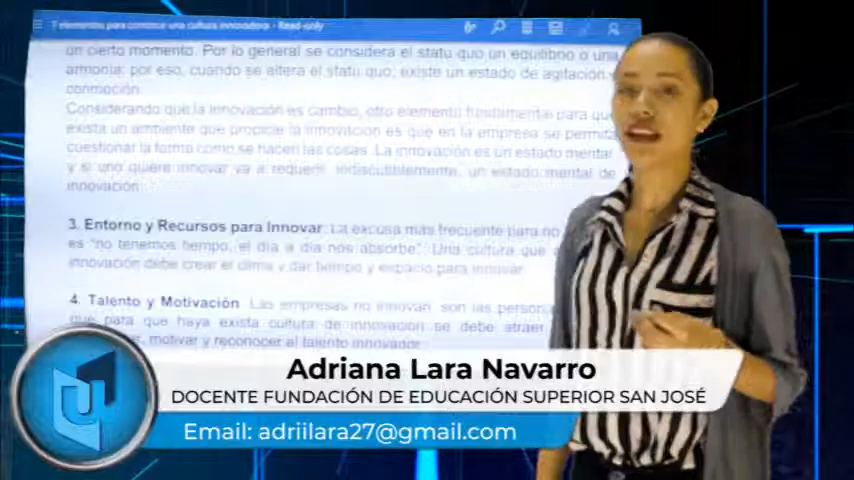 7 elementos para construir una cultura innovadora - Read-only
un cierto momento. Por lo general se considera el statu quo un equilibrio o una
armonía; por eso, cuando se altera el statu quo, existe un estado de agitación y
conmoción.
Considerando que la innovación es cambio, otro elemento fundamental para que
exista un ambiente que propicie la innovación es que en la empresa se permita
cuestionar la forma como se hacen las cosas. La innovación es un estado mental
y si uno quiere innovar va a requerir, indiscutiblemente, un estado mental de
innovación.
3. Entorno y Recursos para Innovar: La excusa más frecuente para no
es "no tenemos tiempo, el día a día nos absorbe". Una cultura que
innovación debe crear el clima y dar tiempo y espacio para innovar.
4. Talento y Motivación: Las empresas no innovan, son las
que para que haya exista cultura de innovación se debe atraer
motivar y reconocer al talento innovador.
Adriana Lara Navarro
DOCENTE FUNDACIÓN DE EDUCACIÓN SUPERIOR SAN JOSÉ
Email: adriilara27@gmail.com